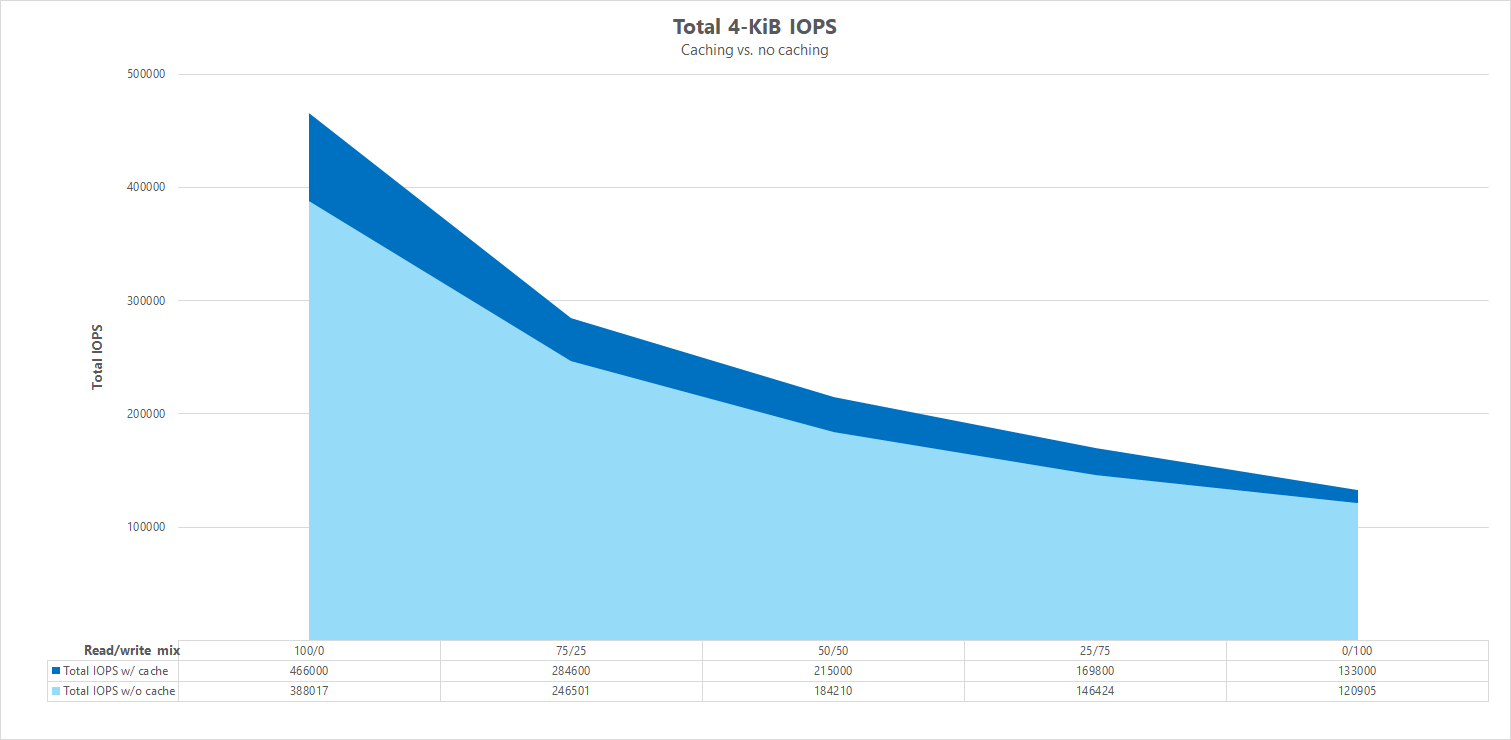 Total 4-KiB IOPS
Caching vs. no caching
500000
400000
300000
200000
100000
Total IOPS
Read/write mix 100/0 75/25 50/50 25/75 0/100
Total IOPS w/ cache 466000 284600 215000 169800 133000
Total IOPS w/o cache 388017 246501 184210 146424 120905